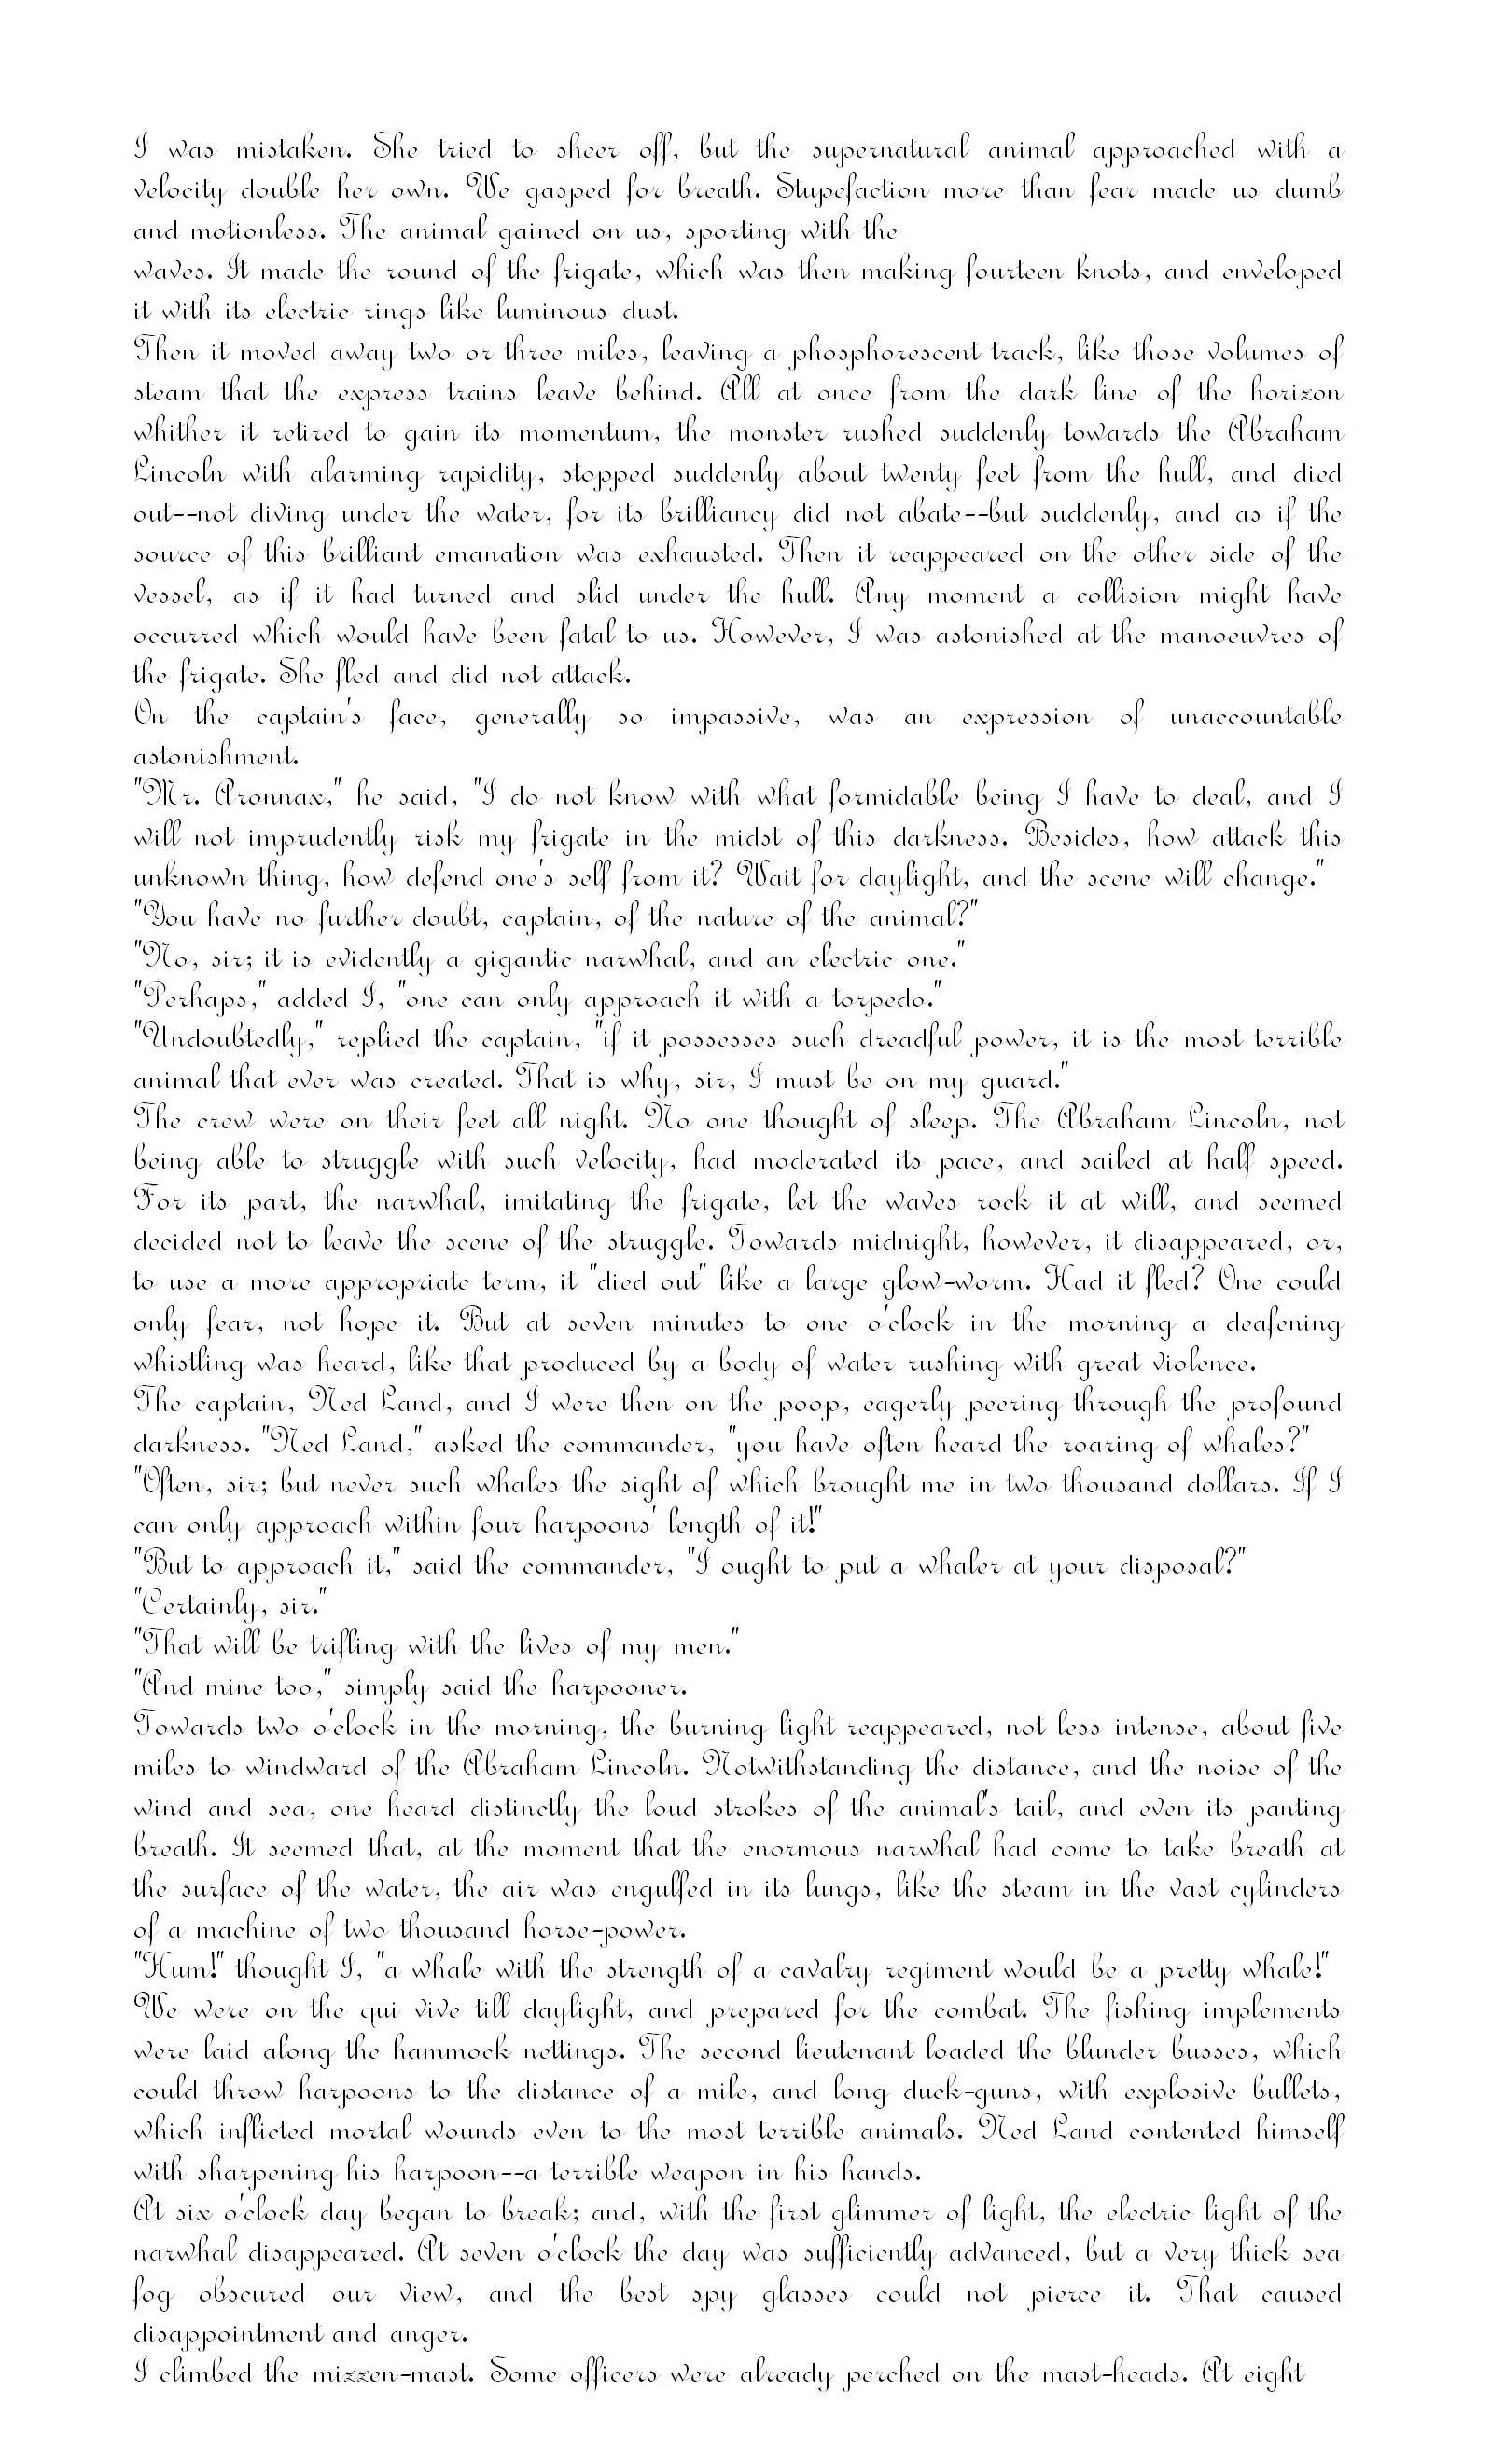 I was mistaken. She tried to sheer off, but the supernatural animal approached with a
velocity double her own. We gasped for breath. Stupefaction more than fear made us dumb
and motionless. The animal gained on us, sporting with the
waves. It made the round of the frigate, which was then making fourteen knots, and enveloped
it with its electric rings like luminous dust.
Then it moved away two or three miles, leaving a phosphorescent track, like those volumes of
steam that the express trains leave behind. All at once from the dark line of the horizon
whither it retired to gain its momentum, the monster rushed suddenly towards the Abraham
Lincoln with alarming rapidity, stopped suddenly about twenty feet from the hull, and died
out--not diving under the water, for its brilliancy did not abate--but suddenly, and as if the
source of this brilliant emanation was exhausted. Then it reappeared on the other side of the
vessel, as if it had turned and slid under the hull. Any moment a collision might have
occurred which would have been fatal to us. However, I was astonished at the manoeuvres of
the frigate. She fled and did not attack.
On the captain's face, generally so impassive, was an expression of unaccountable
astonishment.
"Mr. Aronnax," he said, "I do not know with what formidable being I have to deal, and I
will not imprudently risk my frigate in the midst of this darkness. Besides, how attack this
unknown thing, how defend one's self from it? Wait for daylight, and the scene will change."
"You have no further doubt, captain, of the nature of the animal?"
"No, sir; it is evidently a gigantic narwhal, and an electric one."
"Perhaps," added I, "one can only approach it with a torpedo."
"Undoubtedly," replied the captain, "if it possesses such dreadful power, it is the most terrible
animal that ever was created. That is why, sir, I must be on my guard."
The crew were on their feet all night. No one thought of sleep. The Abraham Lincoln, not
being able to struggle with such velocity, had moderated its pace, and sailed at half speed.
For its part, the narwhal, imitating the frigate, let the waves rock it at will, and seemed
decided not to leave the scene of the struggle. Towards midnight, however, it disappeared, or,
to use a more appropriate term, it "died out" like a large glow-worm. Had it fled? One could
only fear, not hope it. But at seven minutes to one o'clock in the morning a deafening
whistling was heard, like that produced by a body of water rushing with great violence.
The captain, Ned Land, and I were then on the poop, eagerly peering through the profound
darkness. "Ned Land," asked the commander, "you have often heard the roaring of whales?"
"Often, sir; but never such whales the sight of which brought me in two thousand dollars. If I
can only approach within four harpoons' length of it!"
"But to approach it," said the commander, "I ought to put a whaler at your disposal?"
"Certainly, sir."
"That will be trifling with the lives of my men."
"And mine too," simply said the harpooner.
Towards two o'clock in the morning, the burning light reappeared, not less intense, about five
miles to windward of the Abraham Lincoln. Notwithstanding the distance, and the noise of the
wind and sea, one heard distinctly the loud strokes of the animal's tail, and even its panting
breath. It seemed that, at the moment that the enormous narwhal had come to take breath at
the surface of the water, the air was engulfed in its lungs, like the steam in the vast cylinders
of a machine of two thousand horse-power.
"Hum!" thought I, "a whale with the strength of a cavalry regiment would be a pretty whale!"
We were on the qui vive till daylight, and prepared for the combat. The fishing implements
were laid along the hammock nettings. The second lieutenant loaded the blunder busses, which
could throw harpoons to the distance of a mile, and long duck-guns, with explosive bullets,
which inflicted mortal wounds even to the most terrible animals. Ned Land contented himself
with sharpening his harpoon--a terrible weapon in his hands.
At six o'clock day began to break; and, with the first glimmer of light, the electric light of the
narwhal disappeared. At seven o'clock the day was sufficiently advanced, but a very thick sea
fog obscured our view, and the best spy glasses could not pierce it. That caused
disappointment and anger.
I climbed the mizzen-mast. Some officers were already perched on the mast-heads. At eight